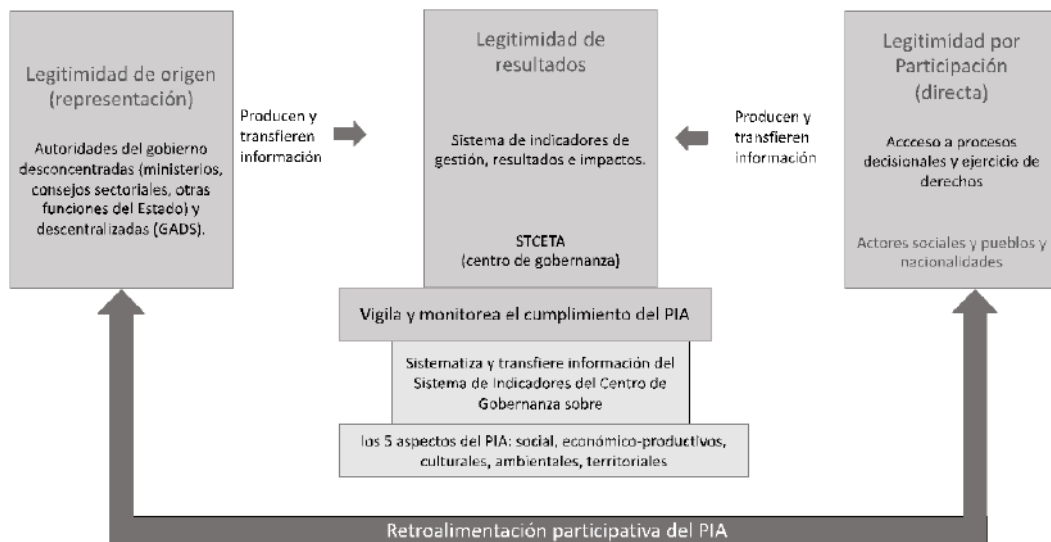 Legitimidad de origen
(representación)
Autoridades del gobierno
desconcentradas (ministerios,
consejos sectoriales, otras
funciones del Estado) y
descentralizadas (GADS).
Producen y
transfieren
información
Legitimidad de
resultados
Sistema de indicadores de
gestión, resultados e impactos.
STCETA
(centro de gobernanza)
Vigila y monitorea el cumplimiento del PIA
Sistematiza y transfiere información del
Sistema de Indicadores del Centro de
Gobernanza sobre
los 5 aspectos del PIA: social, económico-productivos,
culturales, ambientales, territoriales
Producen y
transfieren
información
Legitimidad por
Participación
(directa)
Accceso a procesos
decisionales y ejercicio de
derechos
Actores sociales y pueblos y
nacionalidades
Retroalimentación participativa del PIA